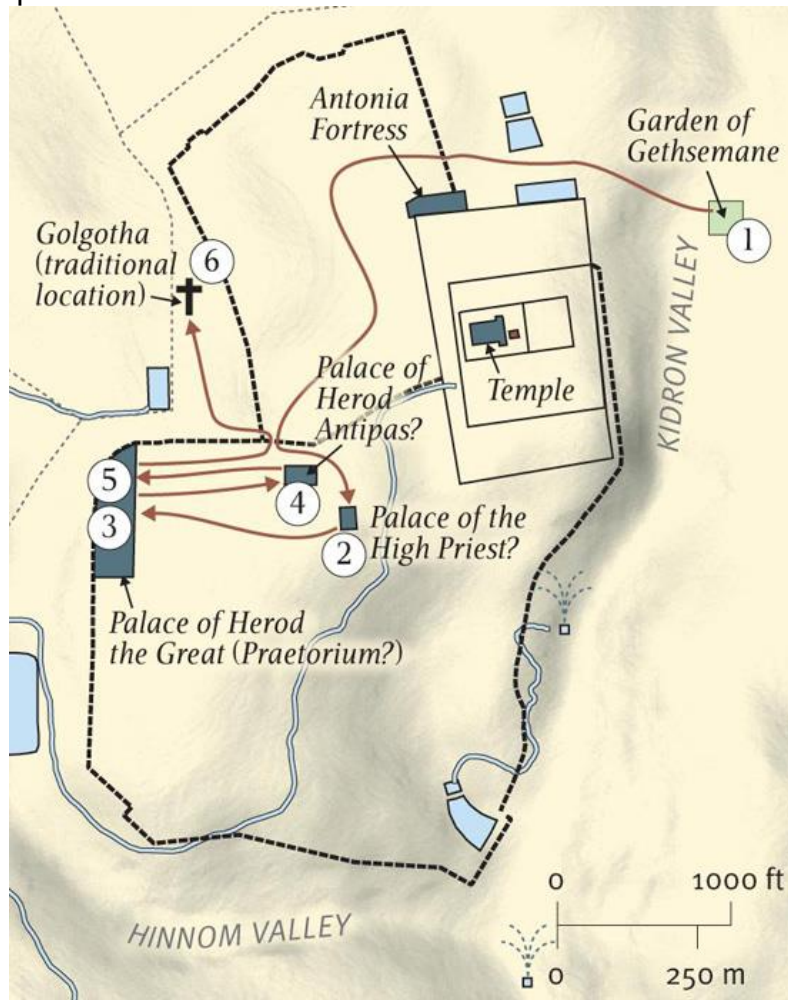 Antonia
Fortress
Garden of
Gethsemane
1
Golgotha
(traditional
location)
6
KIDRON VALLEY
Palace of
Herod
Antipas?
Temple
5
4
3
Palace of the
High Priest?
2
Palace of Herod
the Great (Praetorium?)
HINNOM VALLEY
0 1000 ft
0 250 m